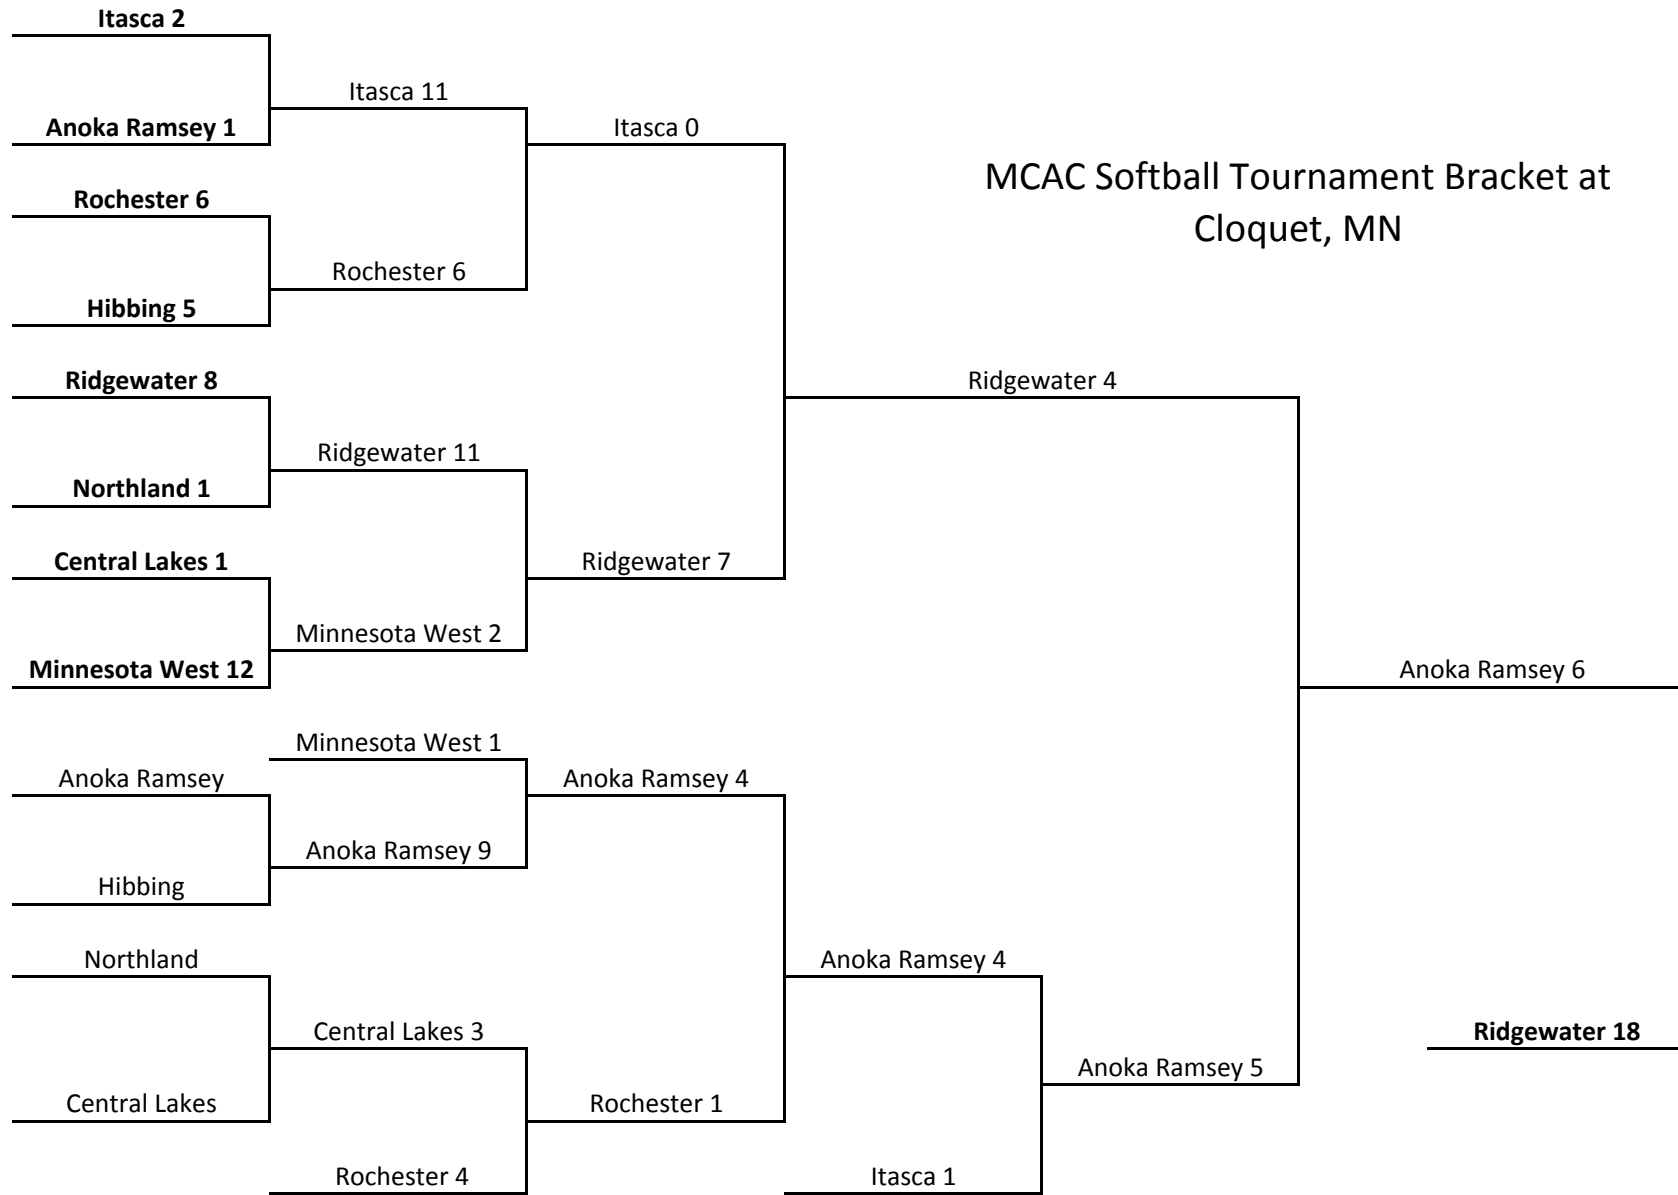 Itasca 2
Itasca 11
Anoka Ramsey 1
Itasca 0
MCAC Softball Tournament Bracket at
Cloquet, MN
Rochester 6
Rochester 6
Hibbing 5
Ridgewater 8
Ridgewater 4
Ridgewater 11
Northland 1
Central Lakes 1
Ridgewater 7
Minnesota West 2
Minnesota West 12
Anoka Ramsey 6
Minnesota West 1
Anoka Ramsey
Anoka Ramsey 4
Anoka Ramsey 9
Hibbing
Northland
Anoka Ramsey 4
Central Lakes 3
Ridgewater 18
Anoka Ramsey 5
Central Lakes
Rochester 1
Rochester 4
Itasca 1